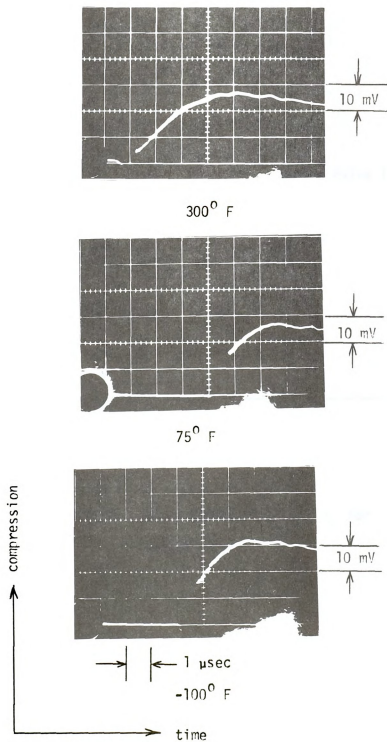 10 mV
300° F
10 mV
75° F
compression
10 mV
1 μsec
-100° F
time